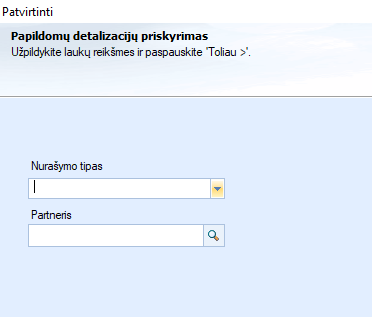 Patvirtinti
Papildomų detalizacijų priskyrimas
Užpildykite laukų reikšmes ir paspauskite 'Toliau >'.
Nurašymo tipas
Partneris